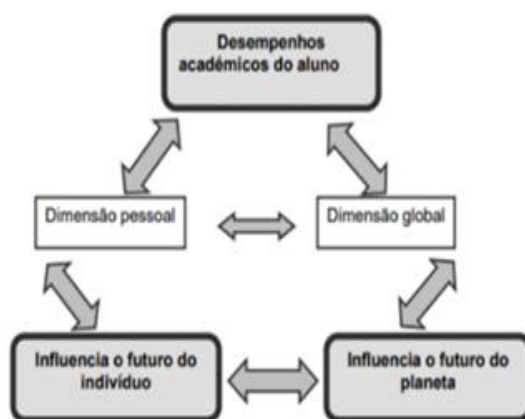 Desempenhos
académicos do aluno
Dimensão pessoal
Dimensão global
Influencia o futuro do
indivíduo
Influencia o futuro do
planeta